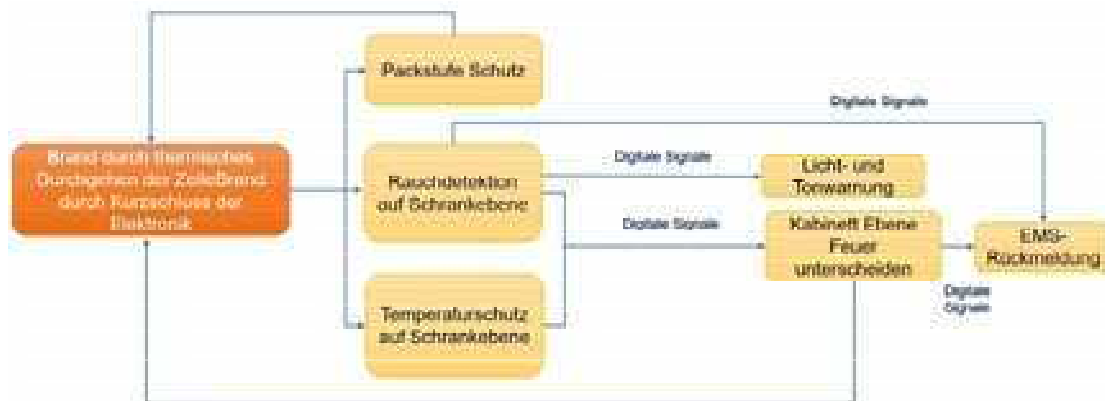 Packstufe Schutz
Digitale Signale
Brand durch thermisches
Durchgehen der ZelleBrand
durch Kurzschluss der
Elektronik
Rauchdetektion
auf Schrankebene
Digitale Signale
Licht- und
Tonwarnung
Digitale Signale
Kabinett Ebene
Feuer
unterscheiden
EMS-
Rückmeldung
Temperaturschutz
auf Schrankebene
Digitale
Signale